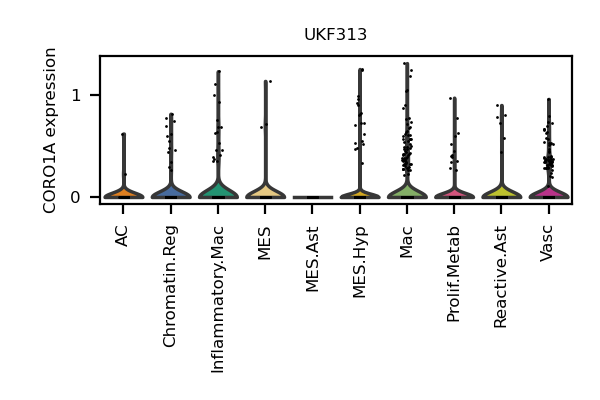 UKF313
CORO1A expression
1
0
AC
Chromatin.Reg
Inflammatory.Mac
MES
MES.Ast
MES.Hyp
Mac
Prolif.Metab
Reactive.Ast
Vasc